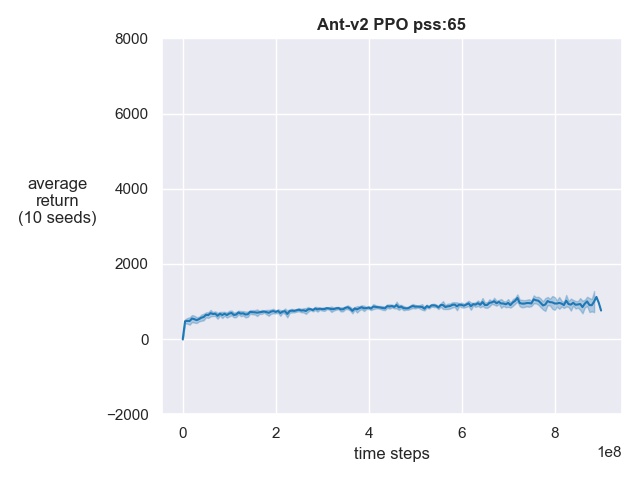 Ant-v2 PPO pss:65
8000
6000
4000
2000
0
−2000
average
return
(10 seeds)
0 2 4 6 8
1e8
time steps